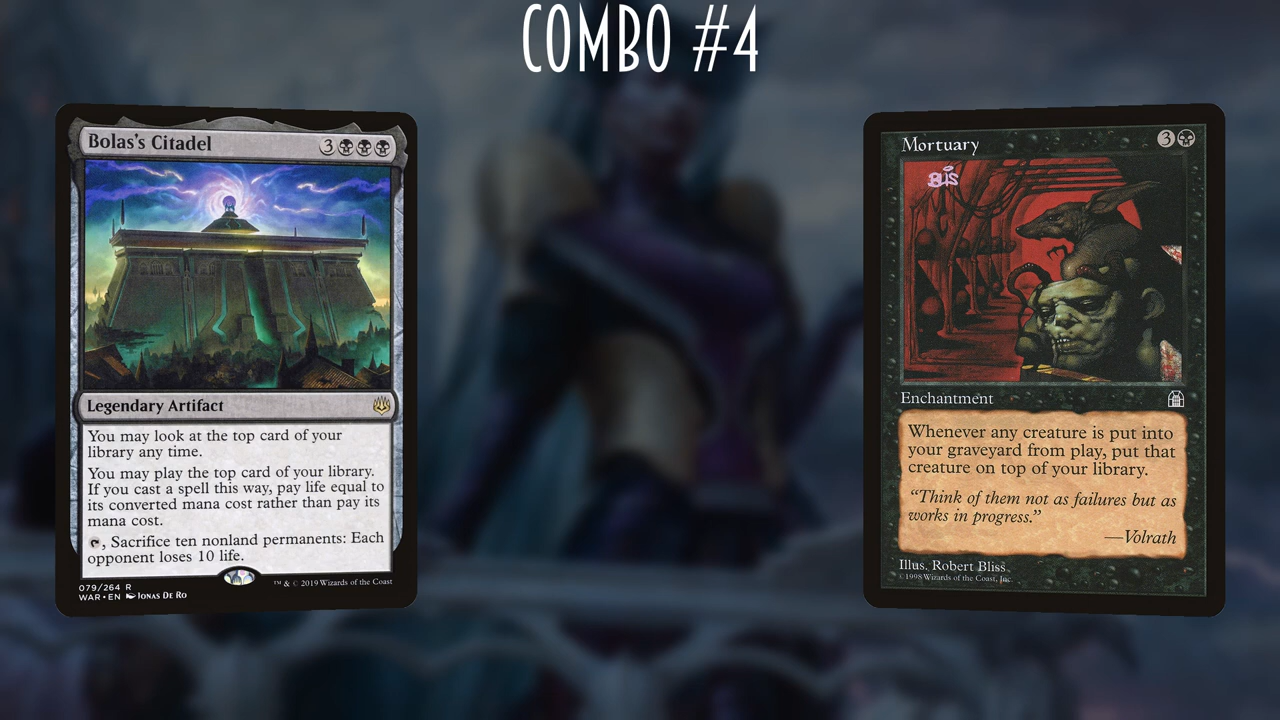 COMBO #4
Bolas's Citadel
3
Legendary Artifact
You may look at the top card of your
library any time.
You may play the top card of your library.
If you cast a spell this way, pay life equal to
its converted mana cost rather than pay its
mana cost.
, Sacrifice ten nonland permanents: Each
opponent loses 10 life.
079/264 R
WAR • EN JONAS DE RO
™ & © 2019 Wizards of the Coast
Mortuary
3
BLiS
Enchantment
Whenever any creature is put into
your graveyard from play, put that
creature on top of your library.
“Think of them not as failures but as
works in progress.”
—Volrath
Illus. Robert Bliss
© 1998 Wizards of the Coast, Inc.